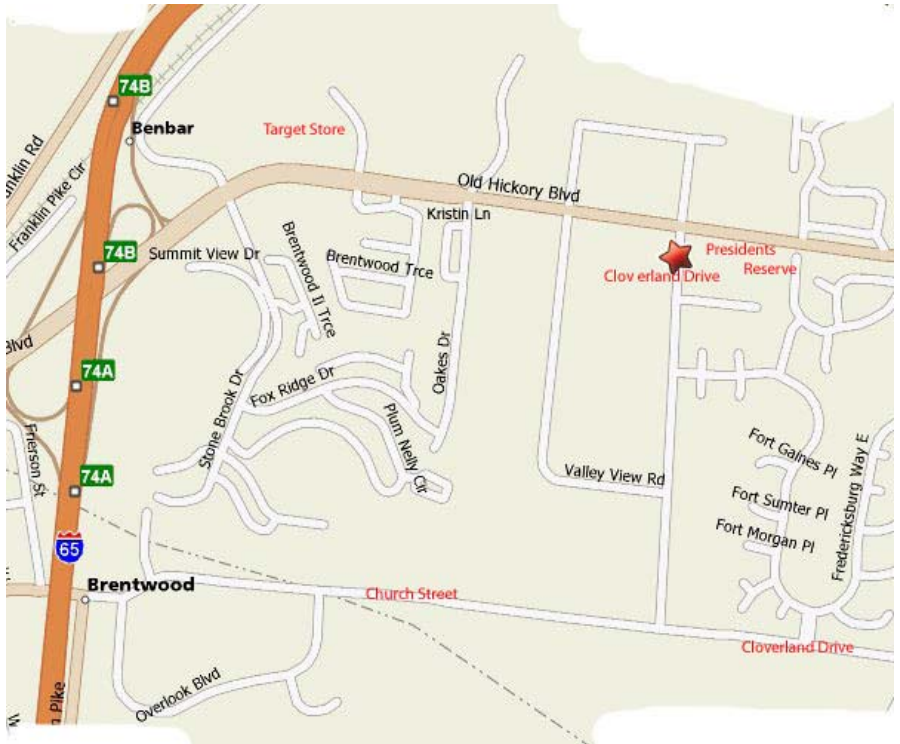 74B
Benbar
Target Store
nklin Rd
Franklin Pike Cir
Old Hickory Blvd
Kristin Ln
74B
Summit View Dr
Brentwood II Trce
Brentwood Trce
Presidents
Reserve
Clov erland Drive
Blvd
74A
Oakes Dr
Fox Ridge Dr
Stone Brook Dr
Plum Nelly Cir
Frierson St
74A
Valley View Rd
Fort Gaines Pl
Fort Sumter Pl
Fort Morgan Pl
Fredericksburg Way E
65
Brentwood
Church Street
Cloverland Drive
Overlook Blvd
n Pike
W